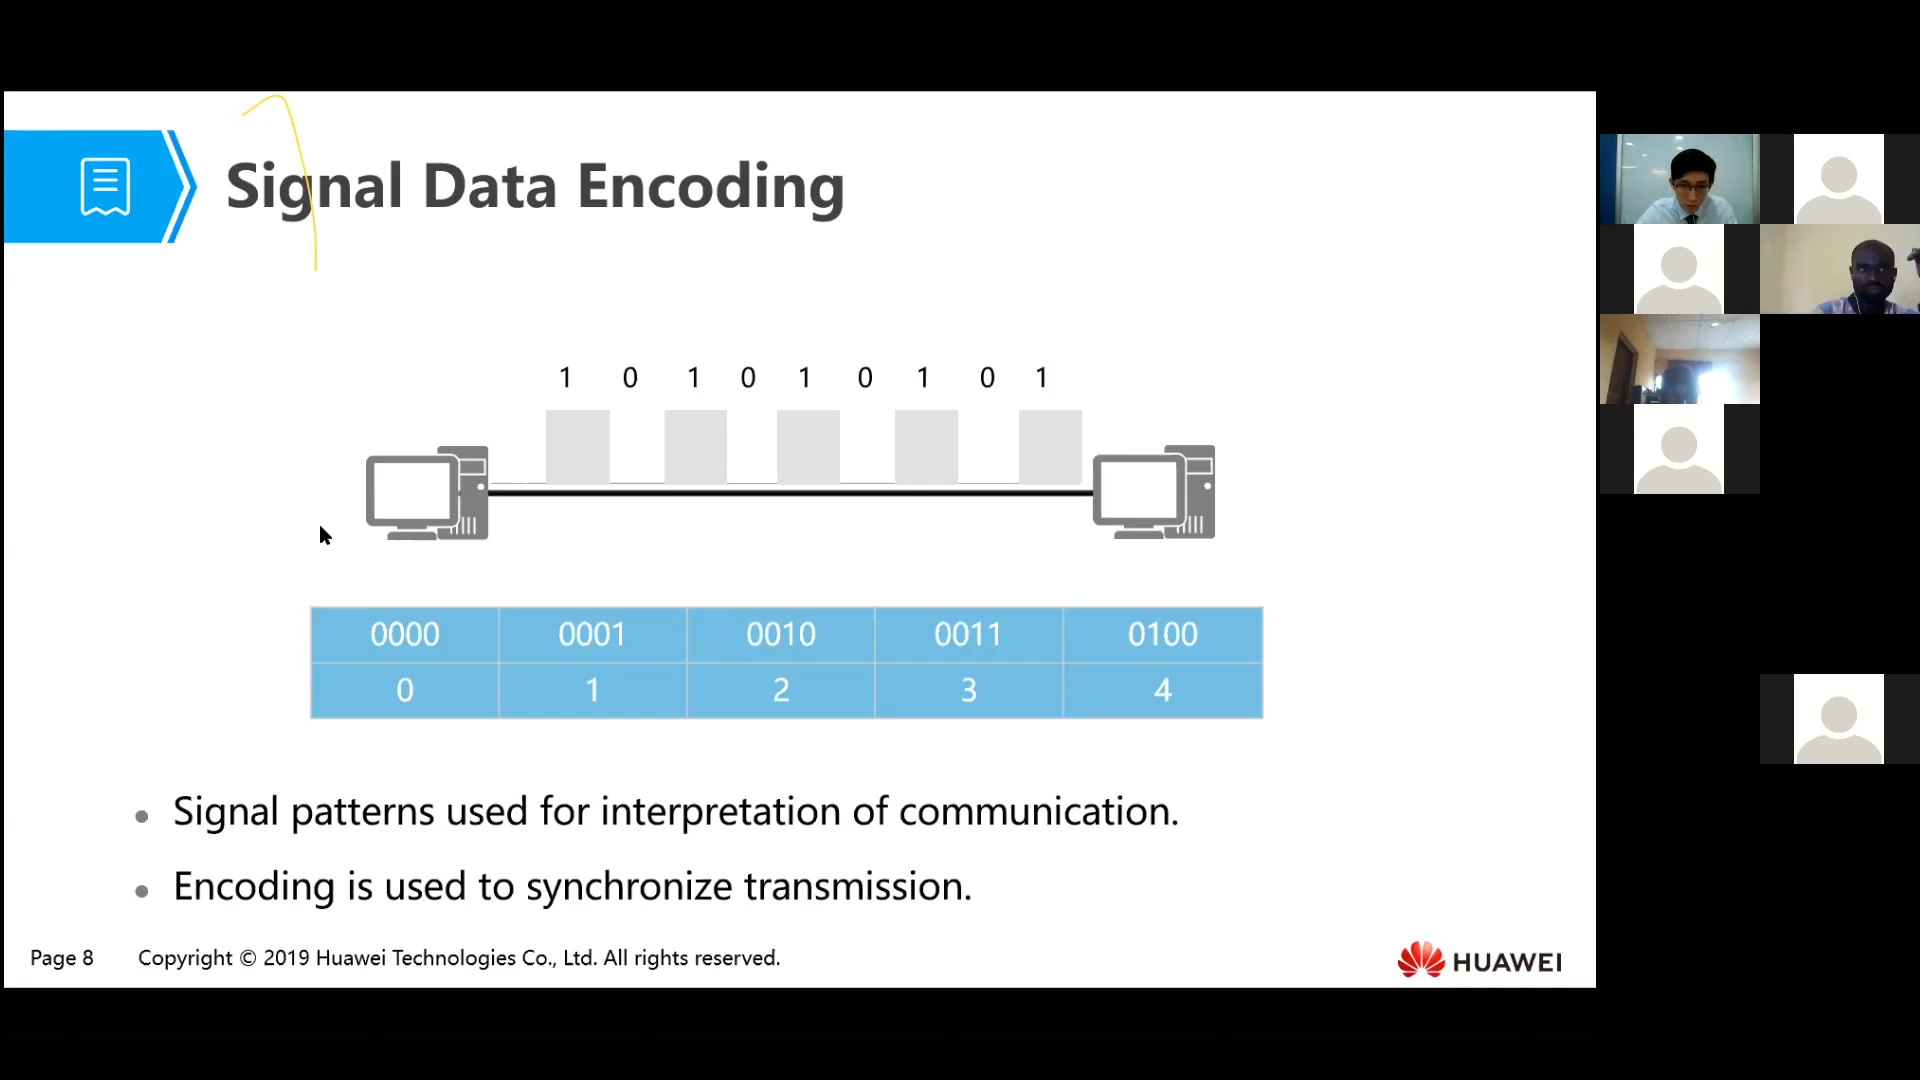 Signal Data Encoding
1 0 1 0 1 0 1 0 1
0000 0001 0010 0011 0100
0 1 2 3 4
• Signal patterns used for interpretation of communication.
• Encoding is used to synchronize transmission.
Page 8 Copyright © 2019 Huawei Technologies Co., Ltd. All rights reserved.
HUAWEI